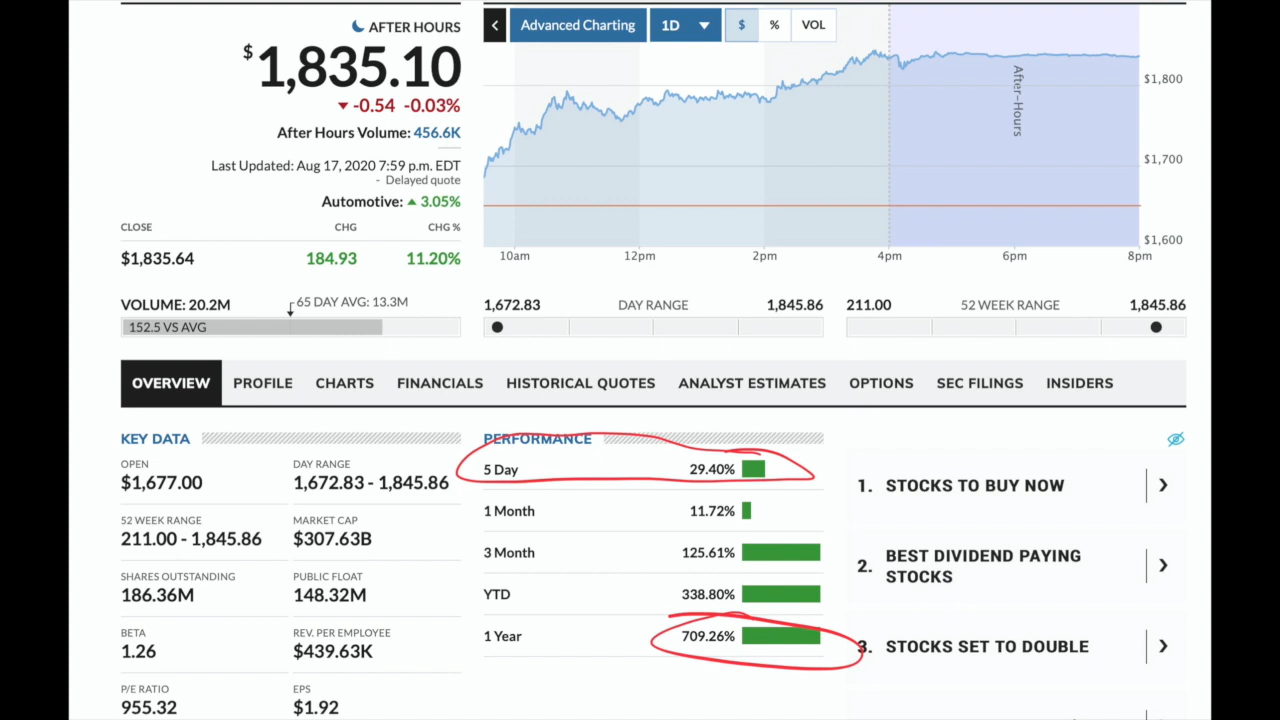 AFTER HOURS
$1,835.10
-0.54 -0.03%
After Hours Volume: 456.6K
Last Updated: Aug 17, 2020 7:59 p.m. EDT
- Delayed quote
Automotive: 3.05%
CLOSE CHG CHG %
$1,835.64 184.93 11.20%
Advanced Charting 1D $ % VOL
After-Hours
$1,800
$1,700
$1,600
10am 12pm 2pm 4pm 6pm 8pm
VOLUME: 20.2M 65 DAY AVG: 13.3M
152.5 VS AVG
1,672.83 DAY RANGE 1,845.86
211.00 52 WEEK RANGE 1,845.86
OVERVIEW PROFILE CHARTS FINANCIALS HISTORICAL QUOTES ANALYST ESTIMATES OPTIONS SEC FILINGS INSIDERS
KEY DATA
OPEN DAY RANGE
$1,677.00 1,672.83 - 1,845.86
52 WEEK RANGE MARKET CAP
211.00 - 1,845.86 $307.63B
SHARES OUTSTANDING PUBLIC FLOAT
186.36M 148.32M
BETA REV. PER EMPLOYEE
1.26 $439.63K
P/E RATIO EPS
955.32 $1.92
PERFORMANCE
5 Day 29.40%
1 Month 11.72%
3 Month 125.61%
YTD 338.80%
1 Year 709.26%
1. STOCKS TO BUY NOW
2. BEST DIVIDEND PAYING
STOCKS
3. STOCKS SET TO DOUBLE